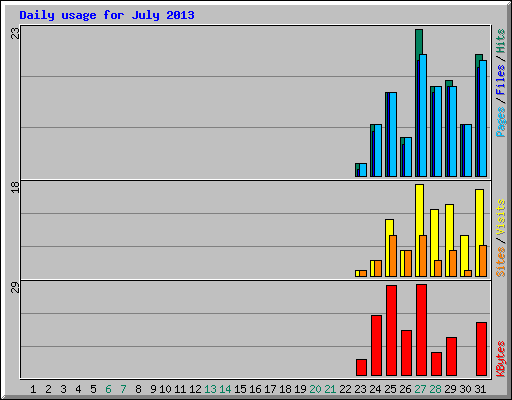 Daily usage for July 2013
23
Pages/Files/Hits
18
Sites/Visits
29
KBytes
1 2 3 4 5 6 7 8 9 10 11 12 13 14 15 16 17 18 19 20 21 22 23 24 25 26 27 28 29 30 31